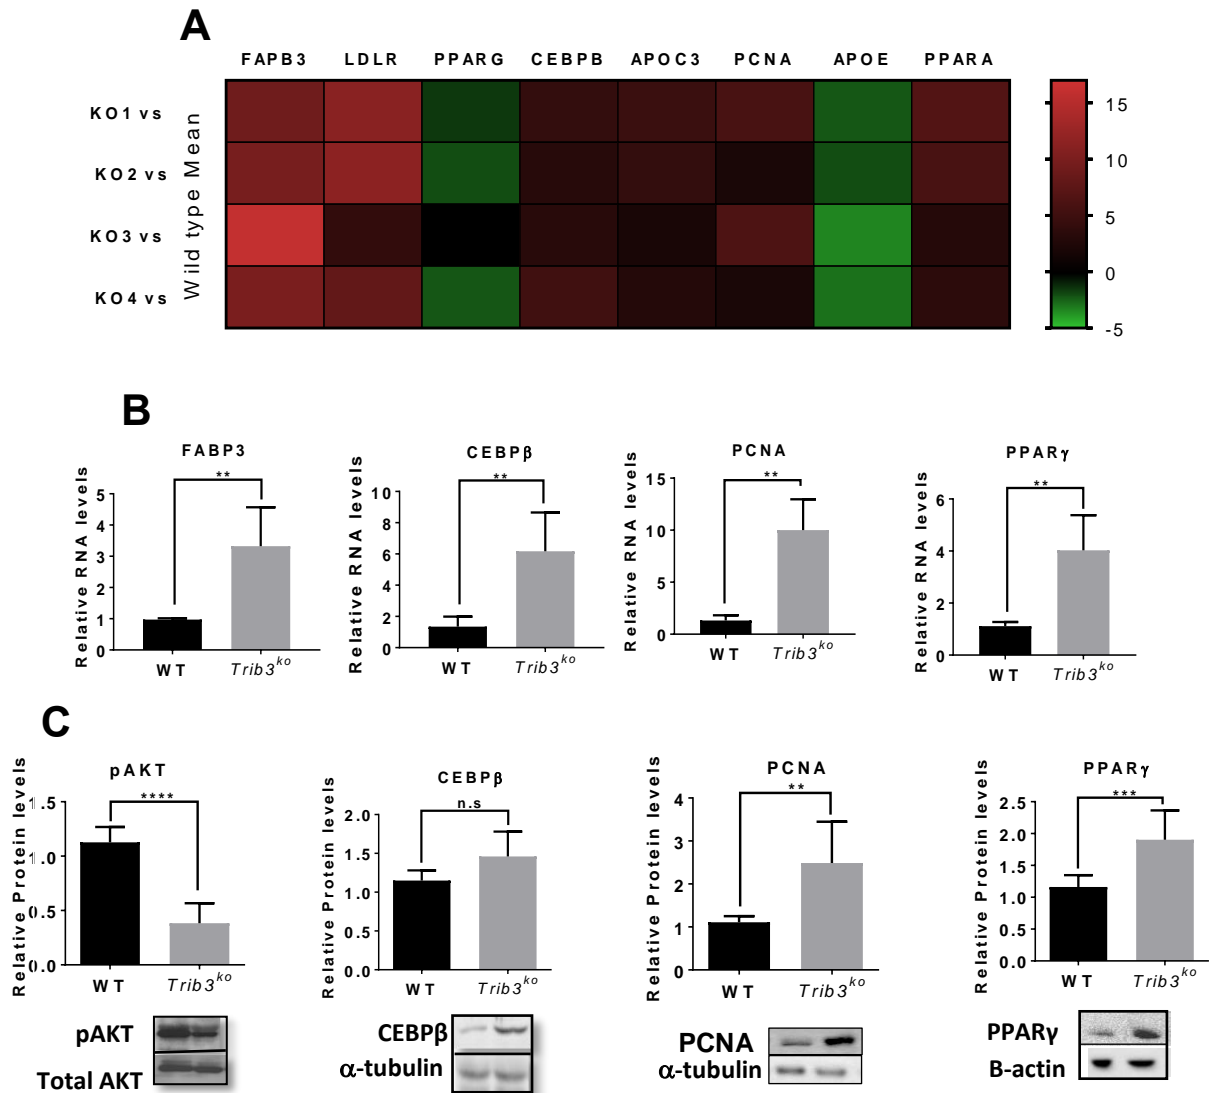 A
FAPB3 LDLR PPARG CEBPB APOC3 PCNA APOE PPARA
KO1 vs
KO2 vs
KO3 vs
KO4 vs
Wild type Mean
15
10
5
0
-5
B
FABP3
Relative RNA levels
5
4
3
2
1
0
**
WT Trib3ko
CEBPβ
Relative RNA levels
10
8
6
4
2
0
**
WT Trib3ko
PCNA
Relative RNA levels
15
10
5
0
**
WT Trib3ko
PPARγ
Relative RNA levels
6
4
2
0
**
WT Trib3ko
C
pAKT
Relative Protein levels
1.5
1.0
0.5
0.0
****
WT Trib3ko
pAKT
Total AKT
CEBPβ
Relative Protein levels
2.0
1.5
1.0
0.5
0.0
n.s
WT Trib3ko
CEBPβ
α-tubulin
PCNA
Relative Protein levels
4
3
2
1
0
**
WT Trib3ko
PCNA
α-tubulin
PPARγ
Relative Protein levels
2.5
2.0
1.5
1.0
0.5
0.0
***
WT Trib3ko
PPARγ
B-actin